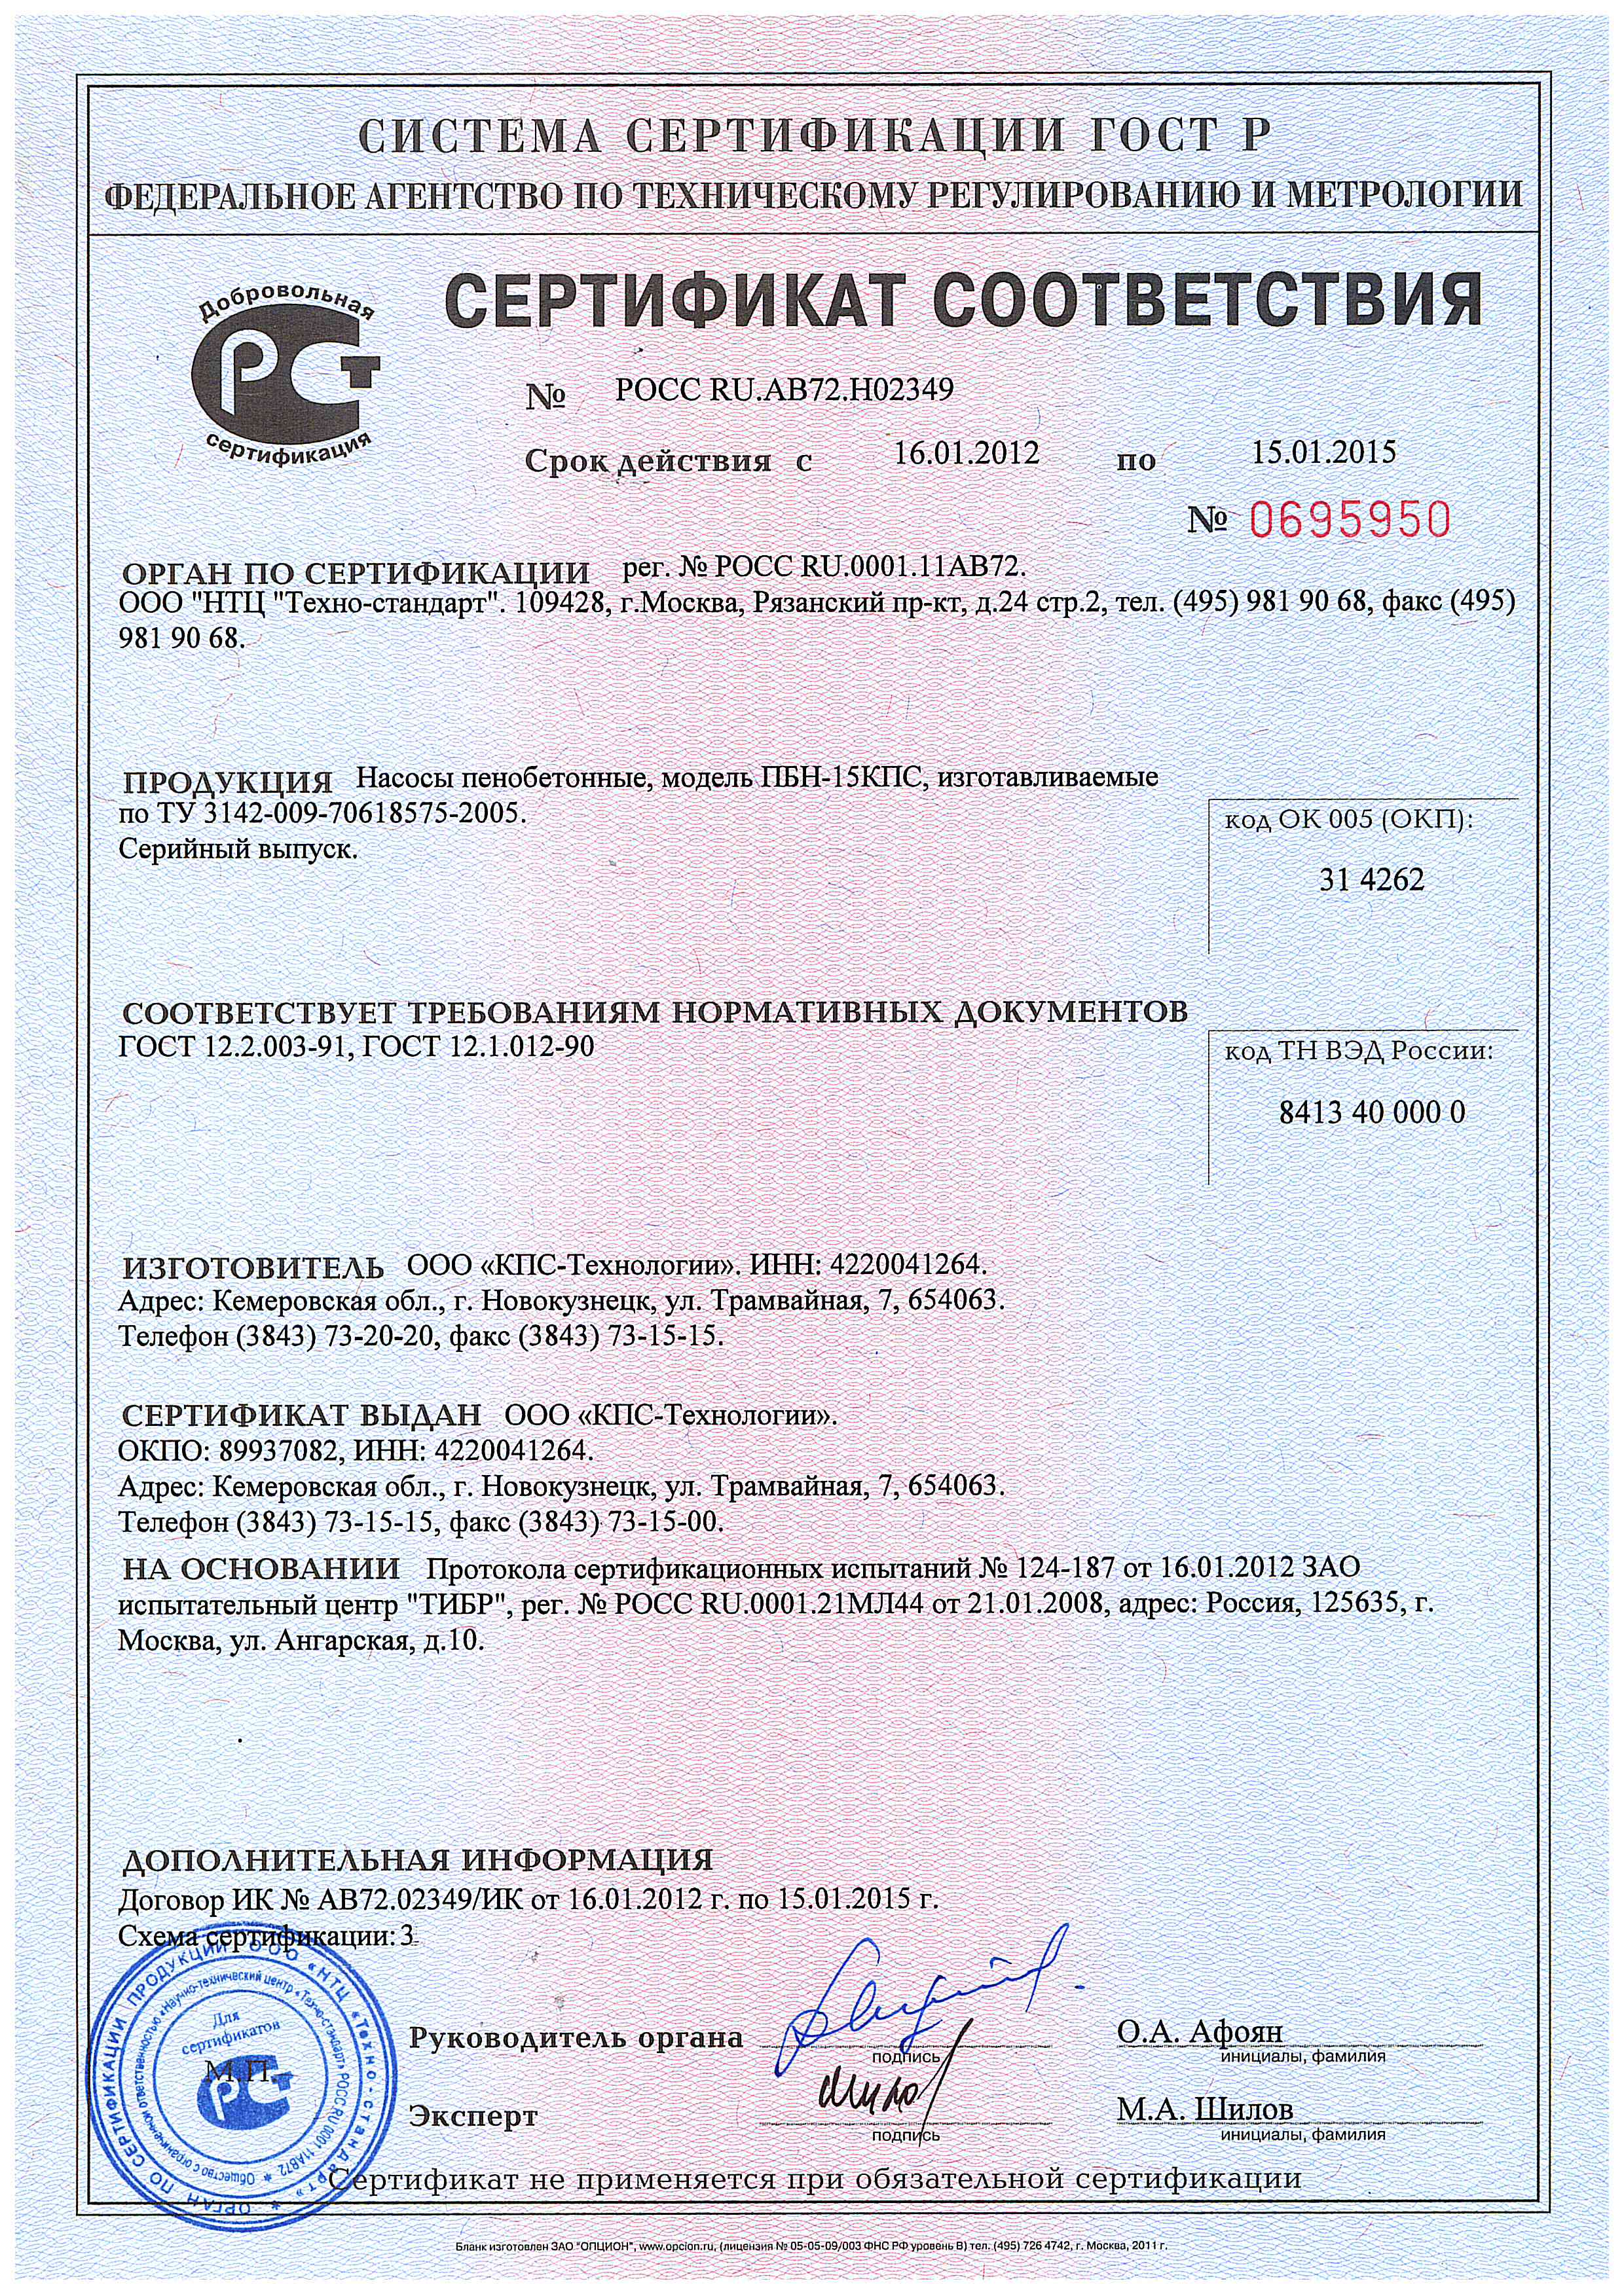 СИСТЕМА СЕРТИФИКАЦИИ ГОСТ Р
ФЕДЕРАЛЬНОЕ АГЕНТСТВО ПО ТЕХНИЧЕСКОМУ РЕГУЛИРОВАНИЮ И МЕТРОЛОГИИ
Добровольная
РСТ
сертификация
СЕРТИФИКАТ СООТВЕТСТВИЯ
№ РОСС RU.АВ72.Н02349
Срок действия с 16.01.2012 по 15.01.2015
№ 0695950
ОРГАН ПО СЕРТИФИКАЦИИ рег. № РОСС RU.0001.11АВ72.
ООО "НТЦ "Техно-стандарт". 109428, г.Москва, Рязанский пр-кт, д.24 стр.2, тел. (495) 981 90 68, факс (495)
981 90 68.
ПРОДУКЦИЯ Насосы пенобетонные, модель ПБН-15КПС, изготавливаемые
по ТУ 3142-009-70618575-2005.
Серийный выпуск.
код ОК 005 (ОКП):
31 4262
СООТВЕТСТВУЕТ ТРЕБОВАНИЯМ НОРМАТИВНЫХ ДОКУМЕНТОВ
ГОСТ 12.2.003-91, ГОСТ 12.1.012-90
код ТН ВЭД России:
8413 40 000 0
ИЗГОТОВИТЕЛЬ ООО «КПС-Технологии». ИНН: 4220041264.
Адрес: Кемеровская обл., г. Новокузнецк, ул. Трамвайная, 7, 654063.
Телефон (3843) 73-20-20, факс (3843) 73-15-15.
СЕРТИФИКАТ ВЫДАН ООО «КПС-Технологии».
ОКПО: 89937082, ИНН: 4220041264.
Адрес: Кемеровская обл., г. Новокузнецк, ул. Трамвайная, 7, 654063.
Телефон (3843) 73-15-15, факс (3843) 73-15-00.
НА ОСНОВАНИИ Протокола сертификационных испытаний № 124-187 от 16.01.2012 ЗАО
испытательный центр "ТИБР", рег. № РОСС RU.0001.21МЛ44 от 21.01.2008, адрес: Россия, 125635, г.
Москва, ул. Ангарская, д.10.
ДОПОЛНИТЕЛЬНАЯ ИНФОРМАЦИЯ
Договор ИК № АВ72.02349/ИК от 16.01.2012 г. по 15.01.2015 г.
Схема сертификации: 3
ОРГАН ПО СЕРТИФИКАЦИИ ПРОДУКЦИИ ООО «НТЦ «Техно-стандарт» *
Общество с ограниченной ответственностью «Научно-технический центр «Техно-стандарт» РОСС RU.0001.11АВ72 *
Для
сертификатов
М.П.
РСТ
Руководитель органа
подпись
О.А. Афоян
инициалы, фамилия
Эксперт
подпись
М.А. Шилов
инициалы, фамилия
Сертификат не применяется при обязательной сертификации
Бланк изготовлен ЗАО "ОПЦИОН", www.opcion.ru, (лицензия № 05-05-09/003 ФНС РФ уровень В) тел. (495) 726 4742, г. Москва, 2011 г.